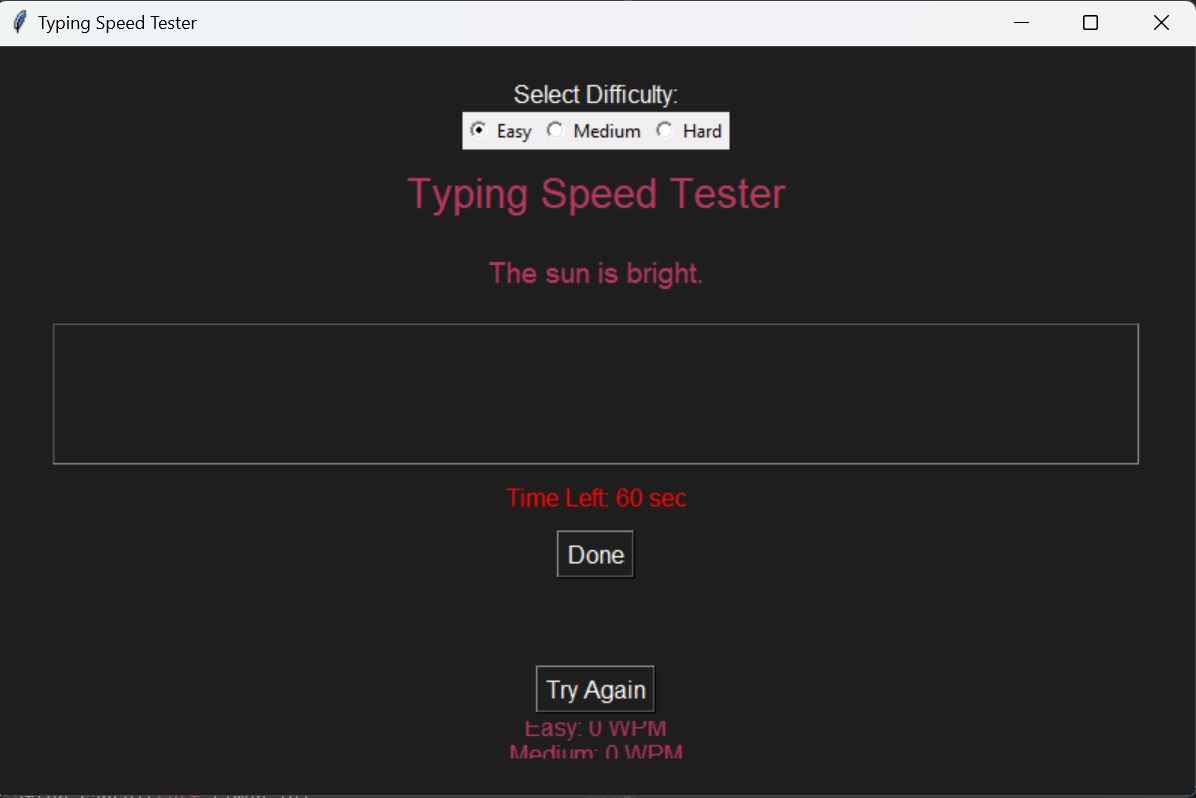 Typing Speed Tester
Select Difficulty:
Easy Medium Hard
Typing Speed Tester
The sun is bright.
Time Left: 60 sec
Done
Try Again
Easy: 0 WPM
Medium: 0 WPM